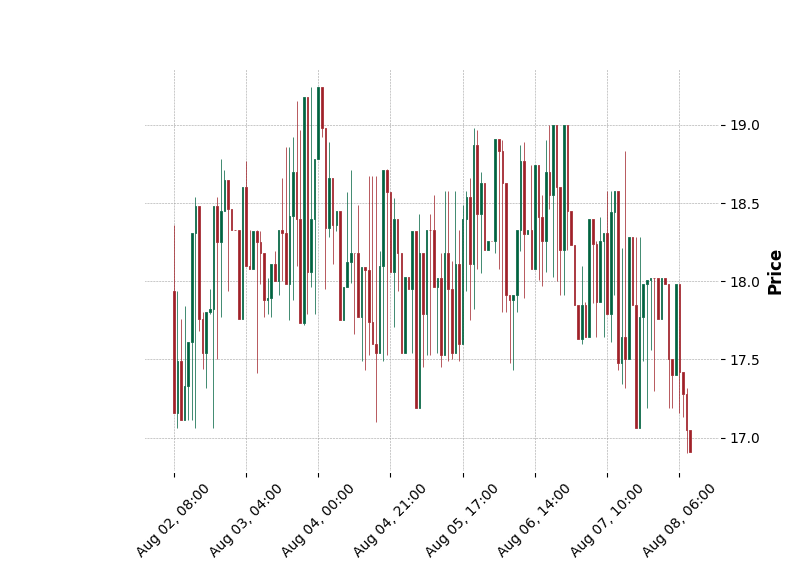 19.0
18.5
18.0
17.5
17.0
Price
Aug 02, 08:00
Aug 03, 04:00
Aug 04, 00:00
Aug 04, 21:00
Aug 05, 17:00
Aug 06, 14:00
Aug 07, 10:00
Aug 08, 06:00